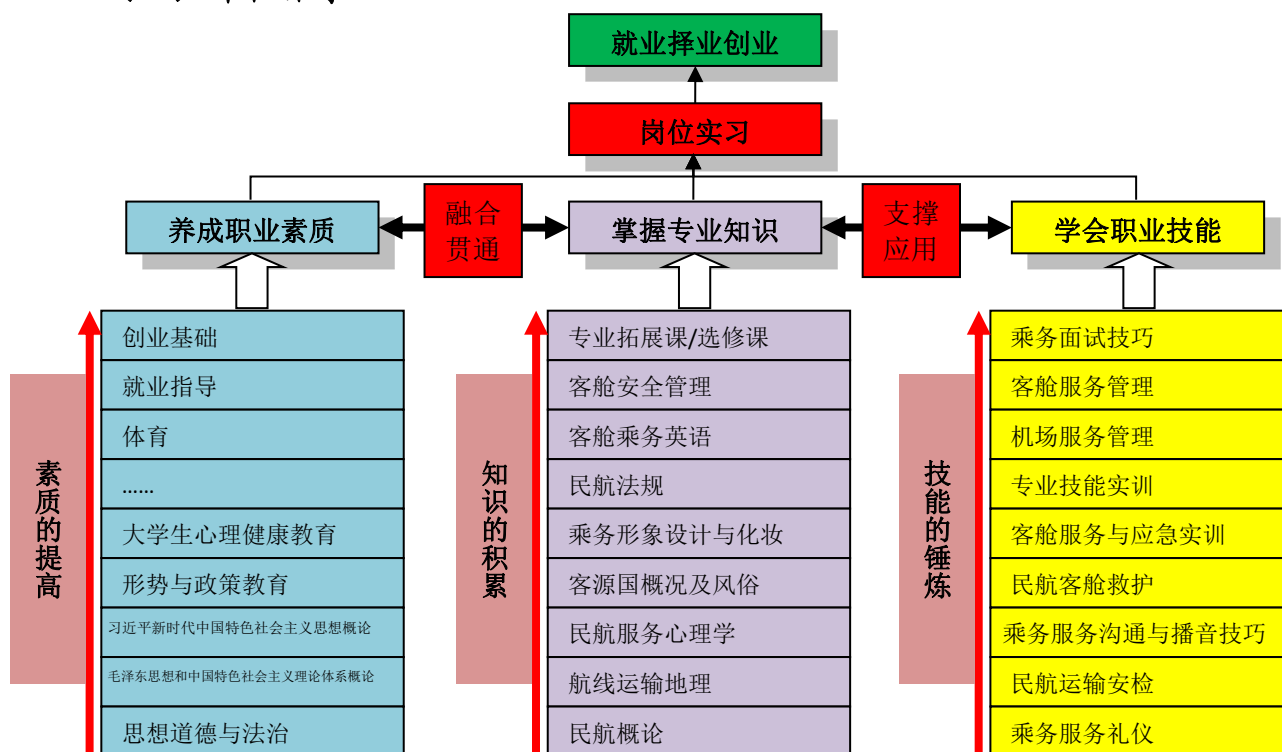 就业择业创业
岗位实习
养成职业素质
融合
贯通
掌握专业知识
支撑
应用
学会职业技能
素质的提高
创业基础
就业指导
体育
......
大学生心理健康教育
形势与政策教育
习近平新时代中国特色社会主义思想概论
毛泽东思想和中国特色社会主义理论体系概论
思想道德与法治
知识的积累
专业拓展课/选修课
客舱安全管理
客舱乘务英语
民航法规
乘务形象设计与化妆
客源国概况及风俗
民航服务心理学
航线运输地理
民航概论
技能的锤炼
乘务面试技巧
客舱服务管理
机场服务管理
专业技能实训
客舱服务与应急实训
民航客舱救护
乘务服务沟通与播音技巧
民航运输安检
乘务服务礼仪